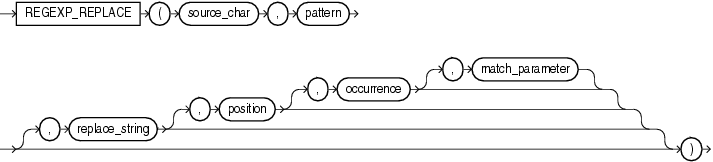 REGEXP_REPLACE ( source_char , pattern
, match_parameter
, occurrence
, position
, replace_string
)